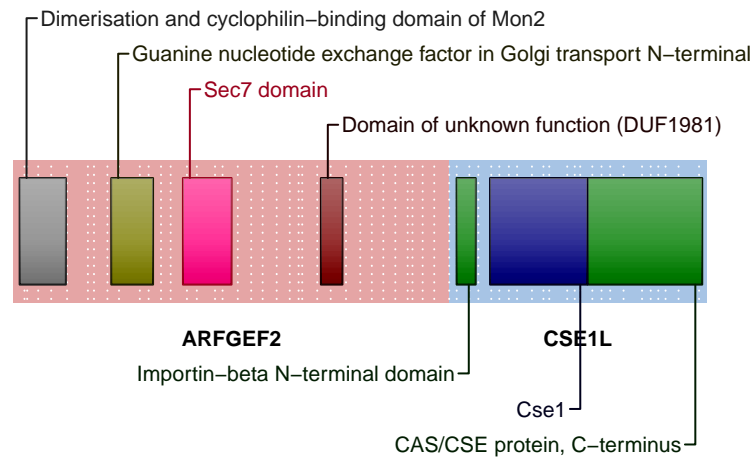 Dimerisation and cyclophilin−binding domain of Mon2
Guanine nucleotide exchange factor in Golgi transport N−terminal
Sec7 domain
Domain of unknown function (DUF1981)
ARFGEF2
CSE1L
Importin−beta N−terminal domain
Cse1
CAS/CSE protein, C−terminus